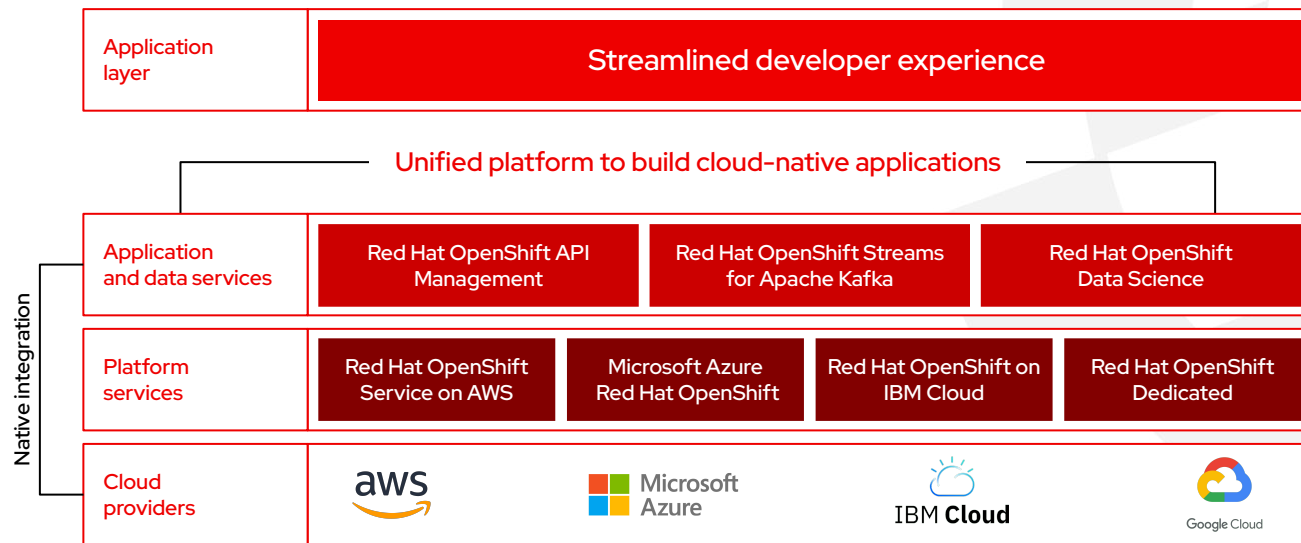 Application
layer
Streamlined developer experience
Unified platform to build cloud-native applications
Native integration
Application
and data services
Red Hat OpenShift API
Management
Red Hat OpenShift Streams
for Apache Kafka
Red Hat OpenShift
Data Science
Platform
services
Red Hat OpenShift
Service on AWS
Microsoft Azure
Red Hat OpenShift
Red Hat OpenShift on
IBM Cloud
Red Hat OpenShift
Dedicated
Cloud
providers
aws
Microsoft
Azure
IBM Cloud
Google Cloud